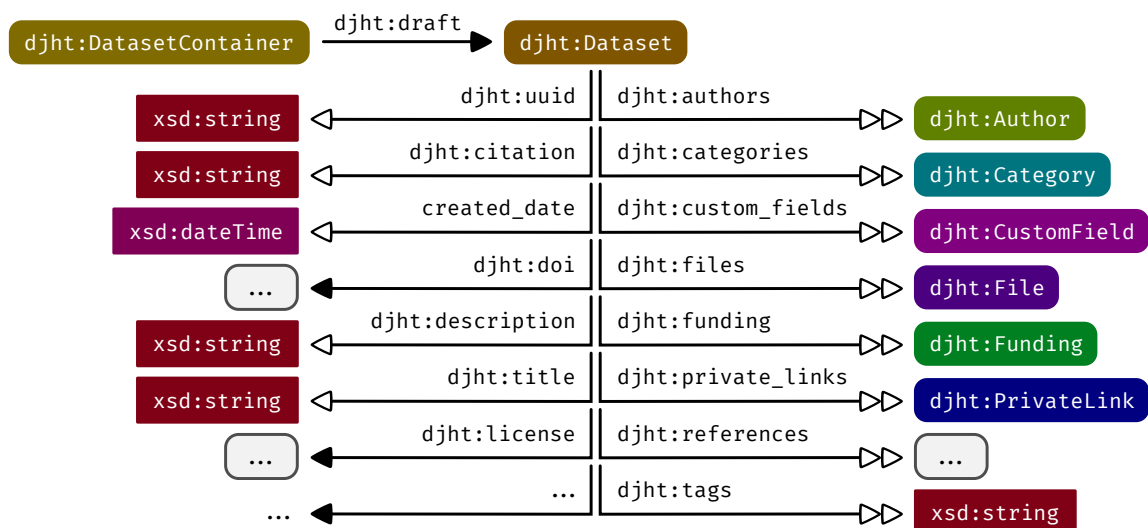 djht:DatasetContainer djht:draft djht:Dataset
djht:uuid djht:authors
xsd:string djht:Author
djht:citation djht:categories
xsd:string djht:Category
created_date djht:custom_fields
xsd:dateTime djht:CustomField
djht:doi djht:files
... djht:File
djht:description djht:funding
xsd:string djht:Funding
djht:title djht:private_links
xsd:string djht:PrivateLink
djht:license djht:references
... ...
... djht:tags
... xsd:string